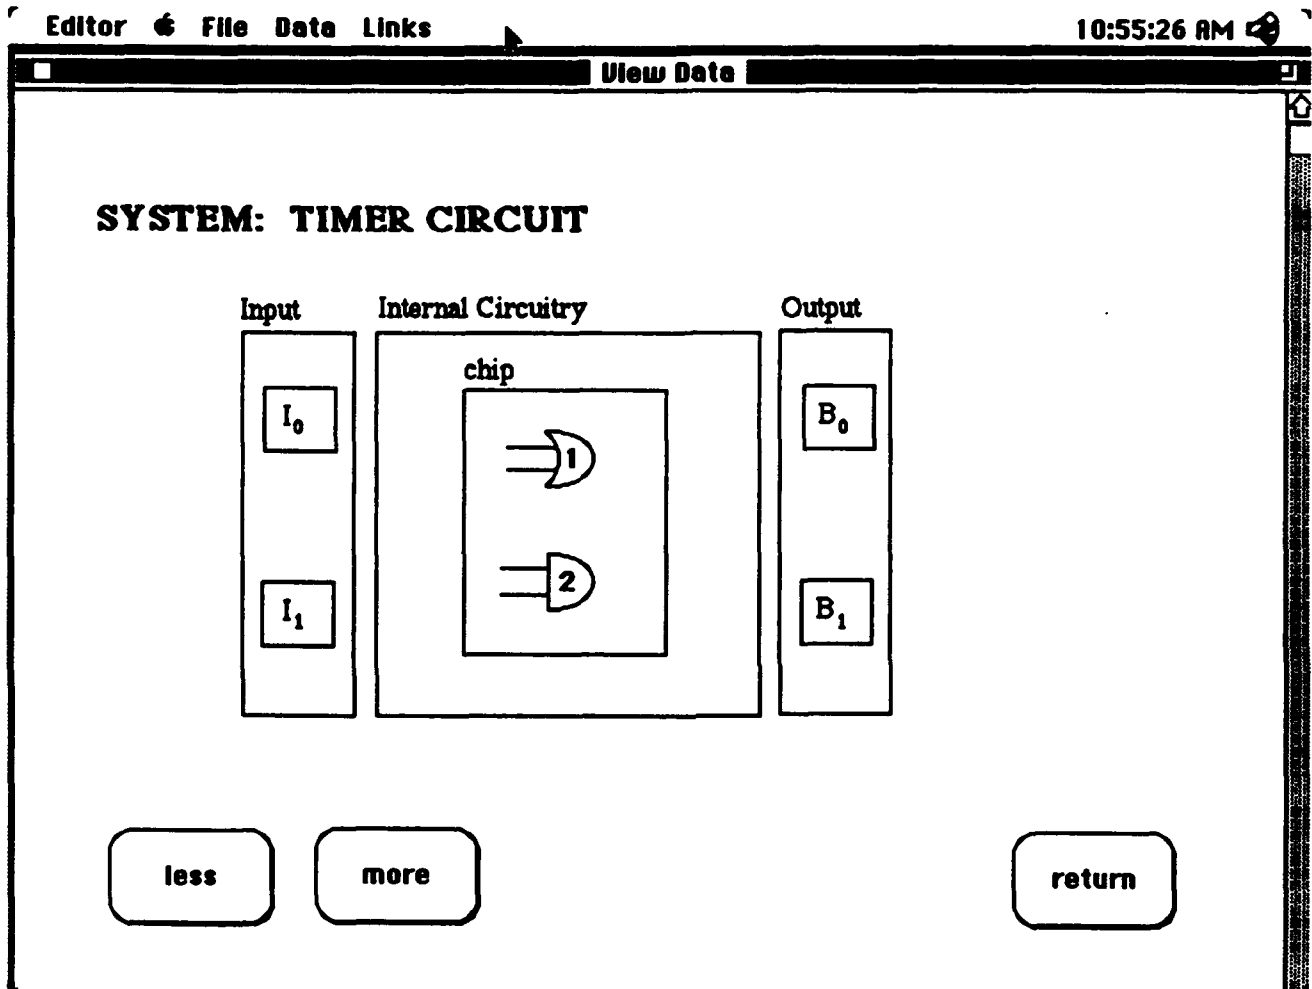 Editor File Data Links 10:55:26 AM
View Data
SYSTEM: TIMER CIRCUIT
Input Internal Circuitry Output
chip
I₀ 1 B₀
I₁ 2 B₁
less more return